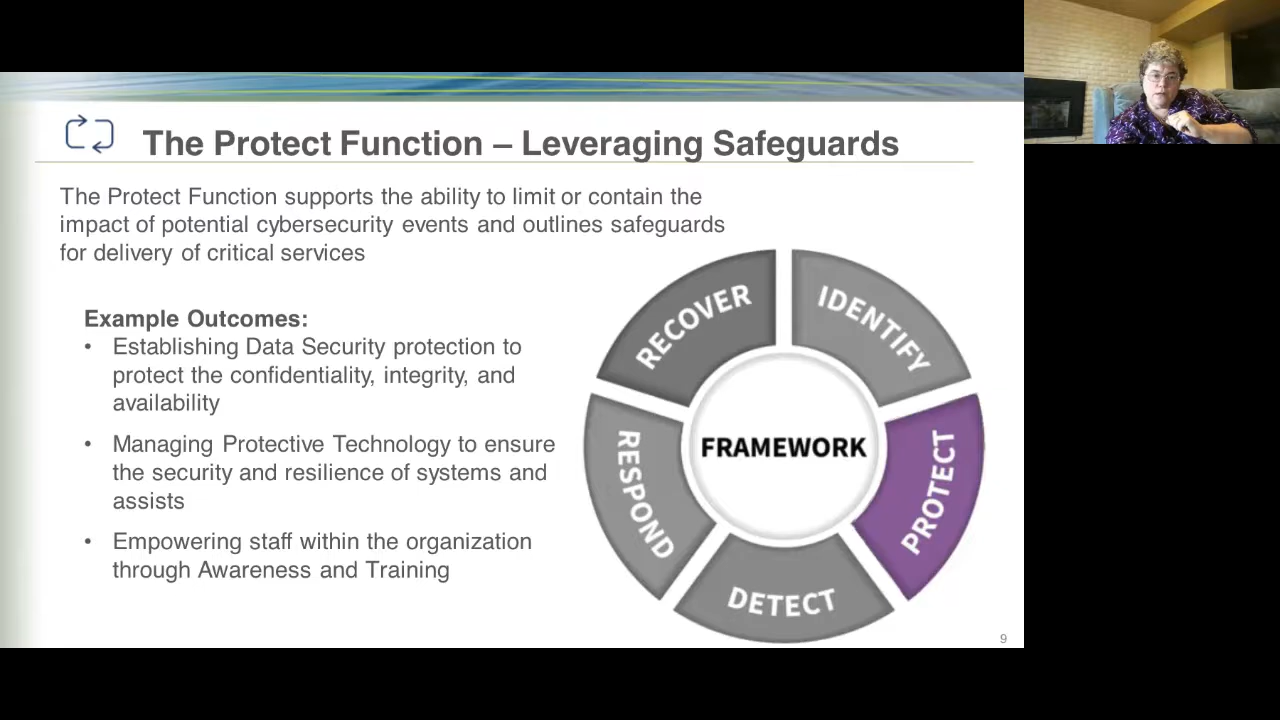 The Protect Function – Leveraging Safeguards
The Protect Function supports the ability to limit or contain the
impact of potential cybersecurity events and outlines safeguards
for delivery of critical services
Example Outcomes:
• Establishing Data Security protection to
protect the confidentiality, integrity, and
availability
• Managing Protective Technology to ensure
the security and resilience of systems and
assists
• Empowering staff within the organization
through Awareness and Training
RECOVER
IDENTIFY
RESPOND
FRAMEWORK
PROTECT
DETECT
9